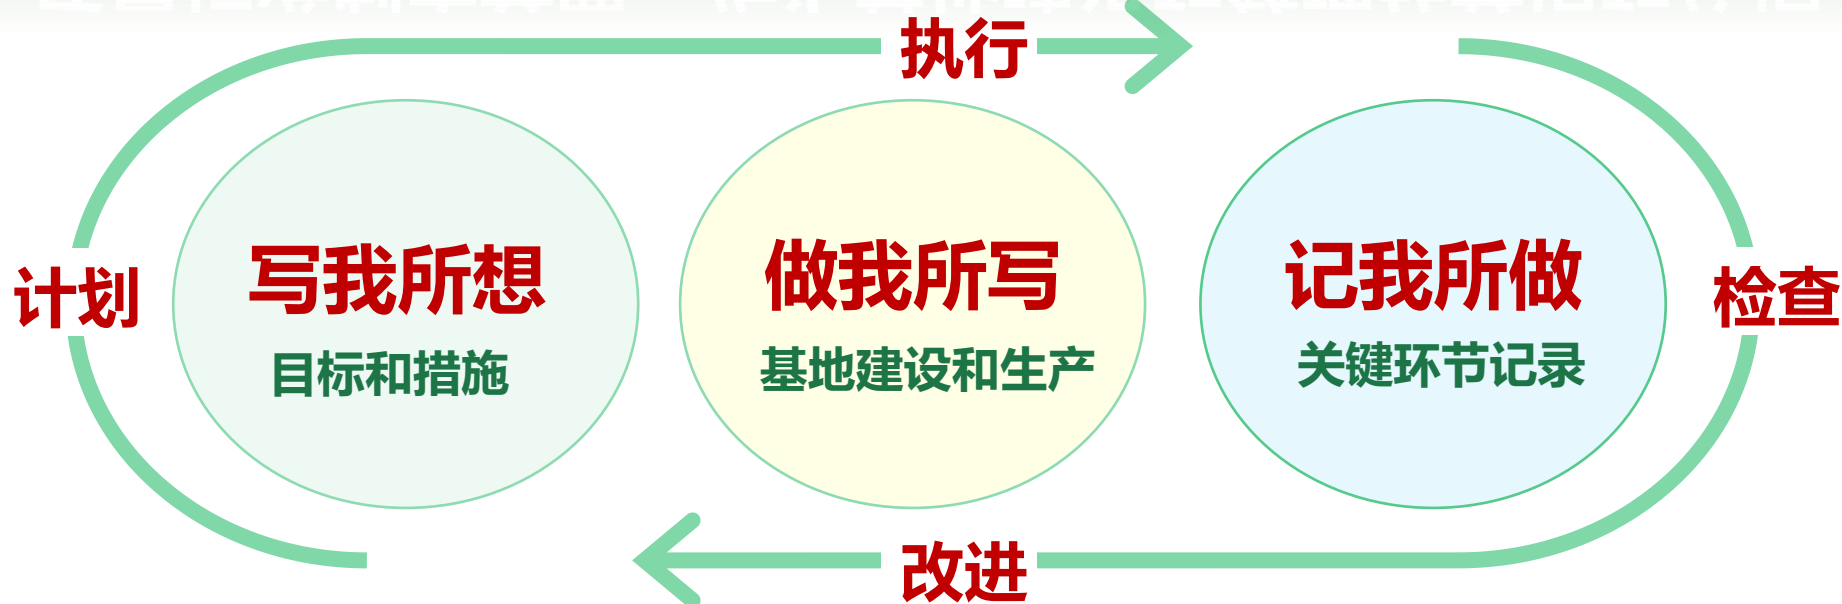 执行
计划
写我所想
目标和措施
做我所写
基地建设和生产
记我所做
关键环节记录
检查
改进